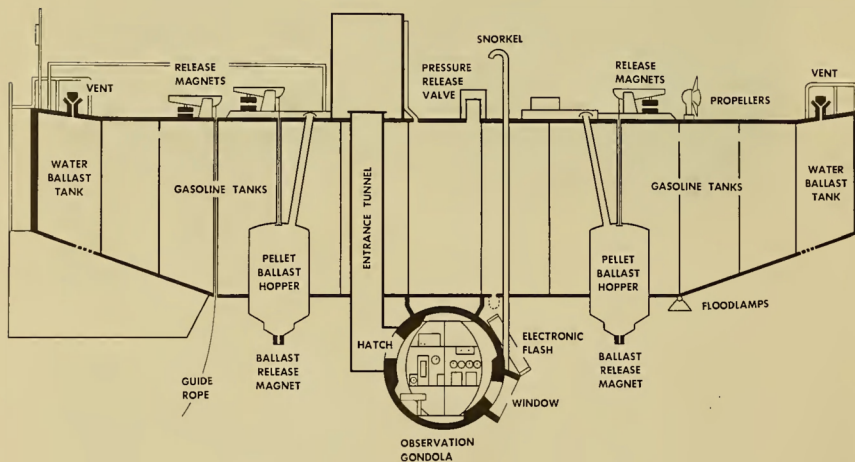 SNORKEL
RELEASE
MAGNETS
VENT
PRESSURE
RELEASE
VALVE
RELEASE
MAGNETS
PROPELLERS
VENT
WATER
BALLAST
TANK
GASOLINE TANKS
ENTRANCE TUNNEL
GASOLINE TANKS
WATER
BALLAST
TANK
PELLET
BALLAST
HOPPER
PELLET
BALLAST
HOPPER
FLOODLAMPS
HATCH
ELECTRONIC
FLASH
BALLAST
RELEASE
MAGNET
BALLAST
RELEASE
MAGNET
GUIDE
ROPE
WINDOW
OBSERVATION
GONDOLA